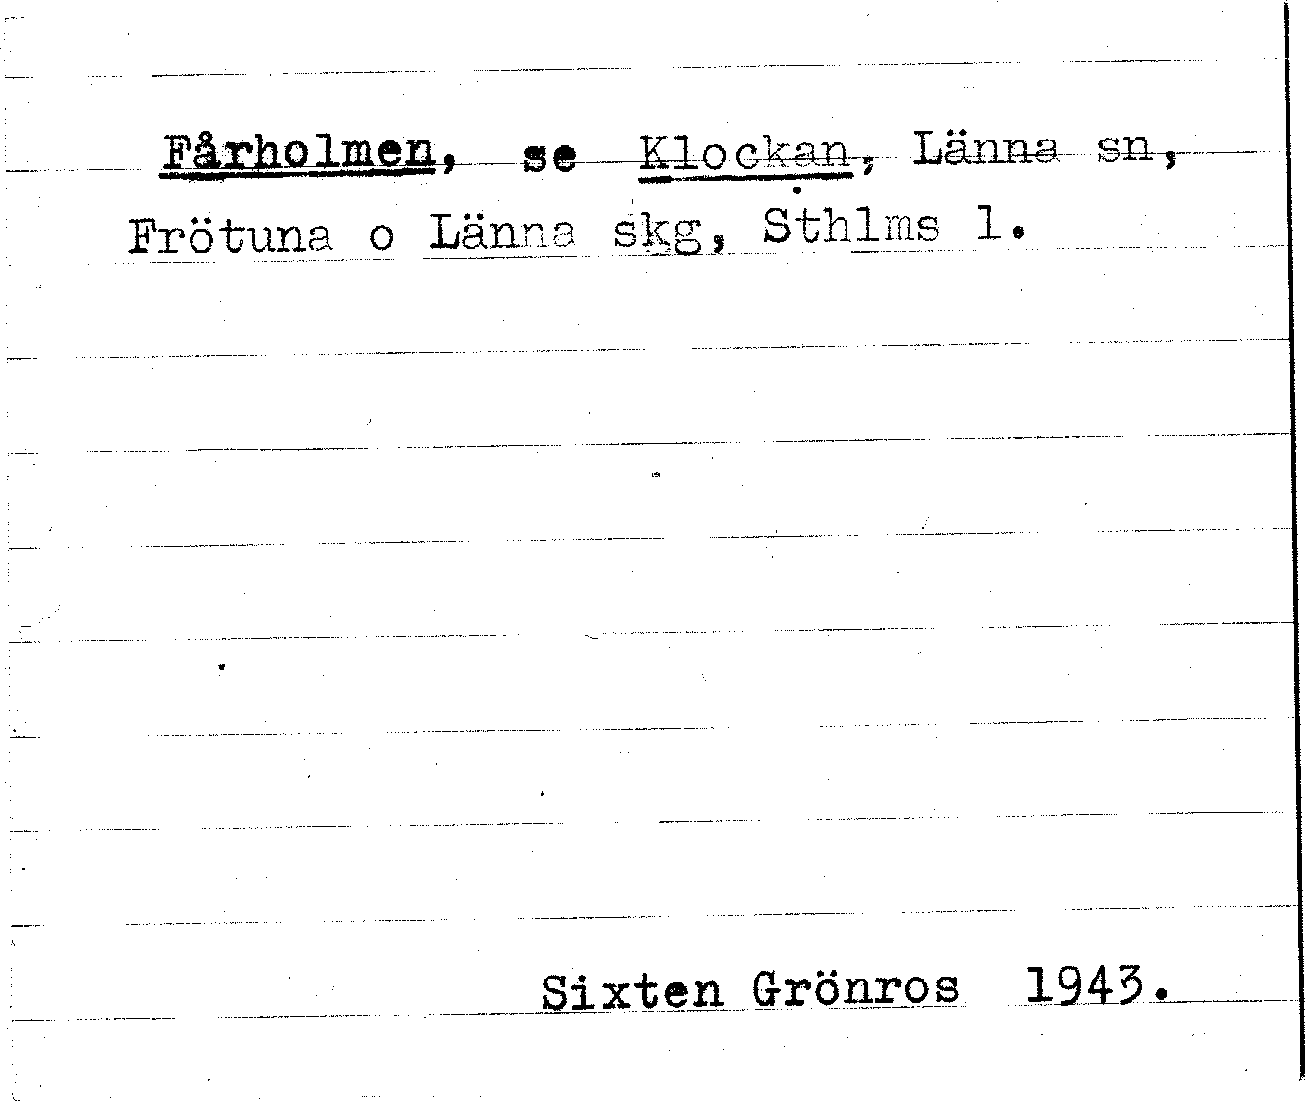 Fårholmen, se Klockan, Länna sn,
Frötuna o Länna skg, Sthlms l.
Sixten Grönros 1943.